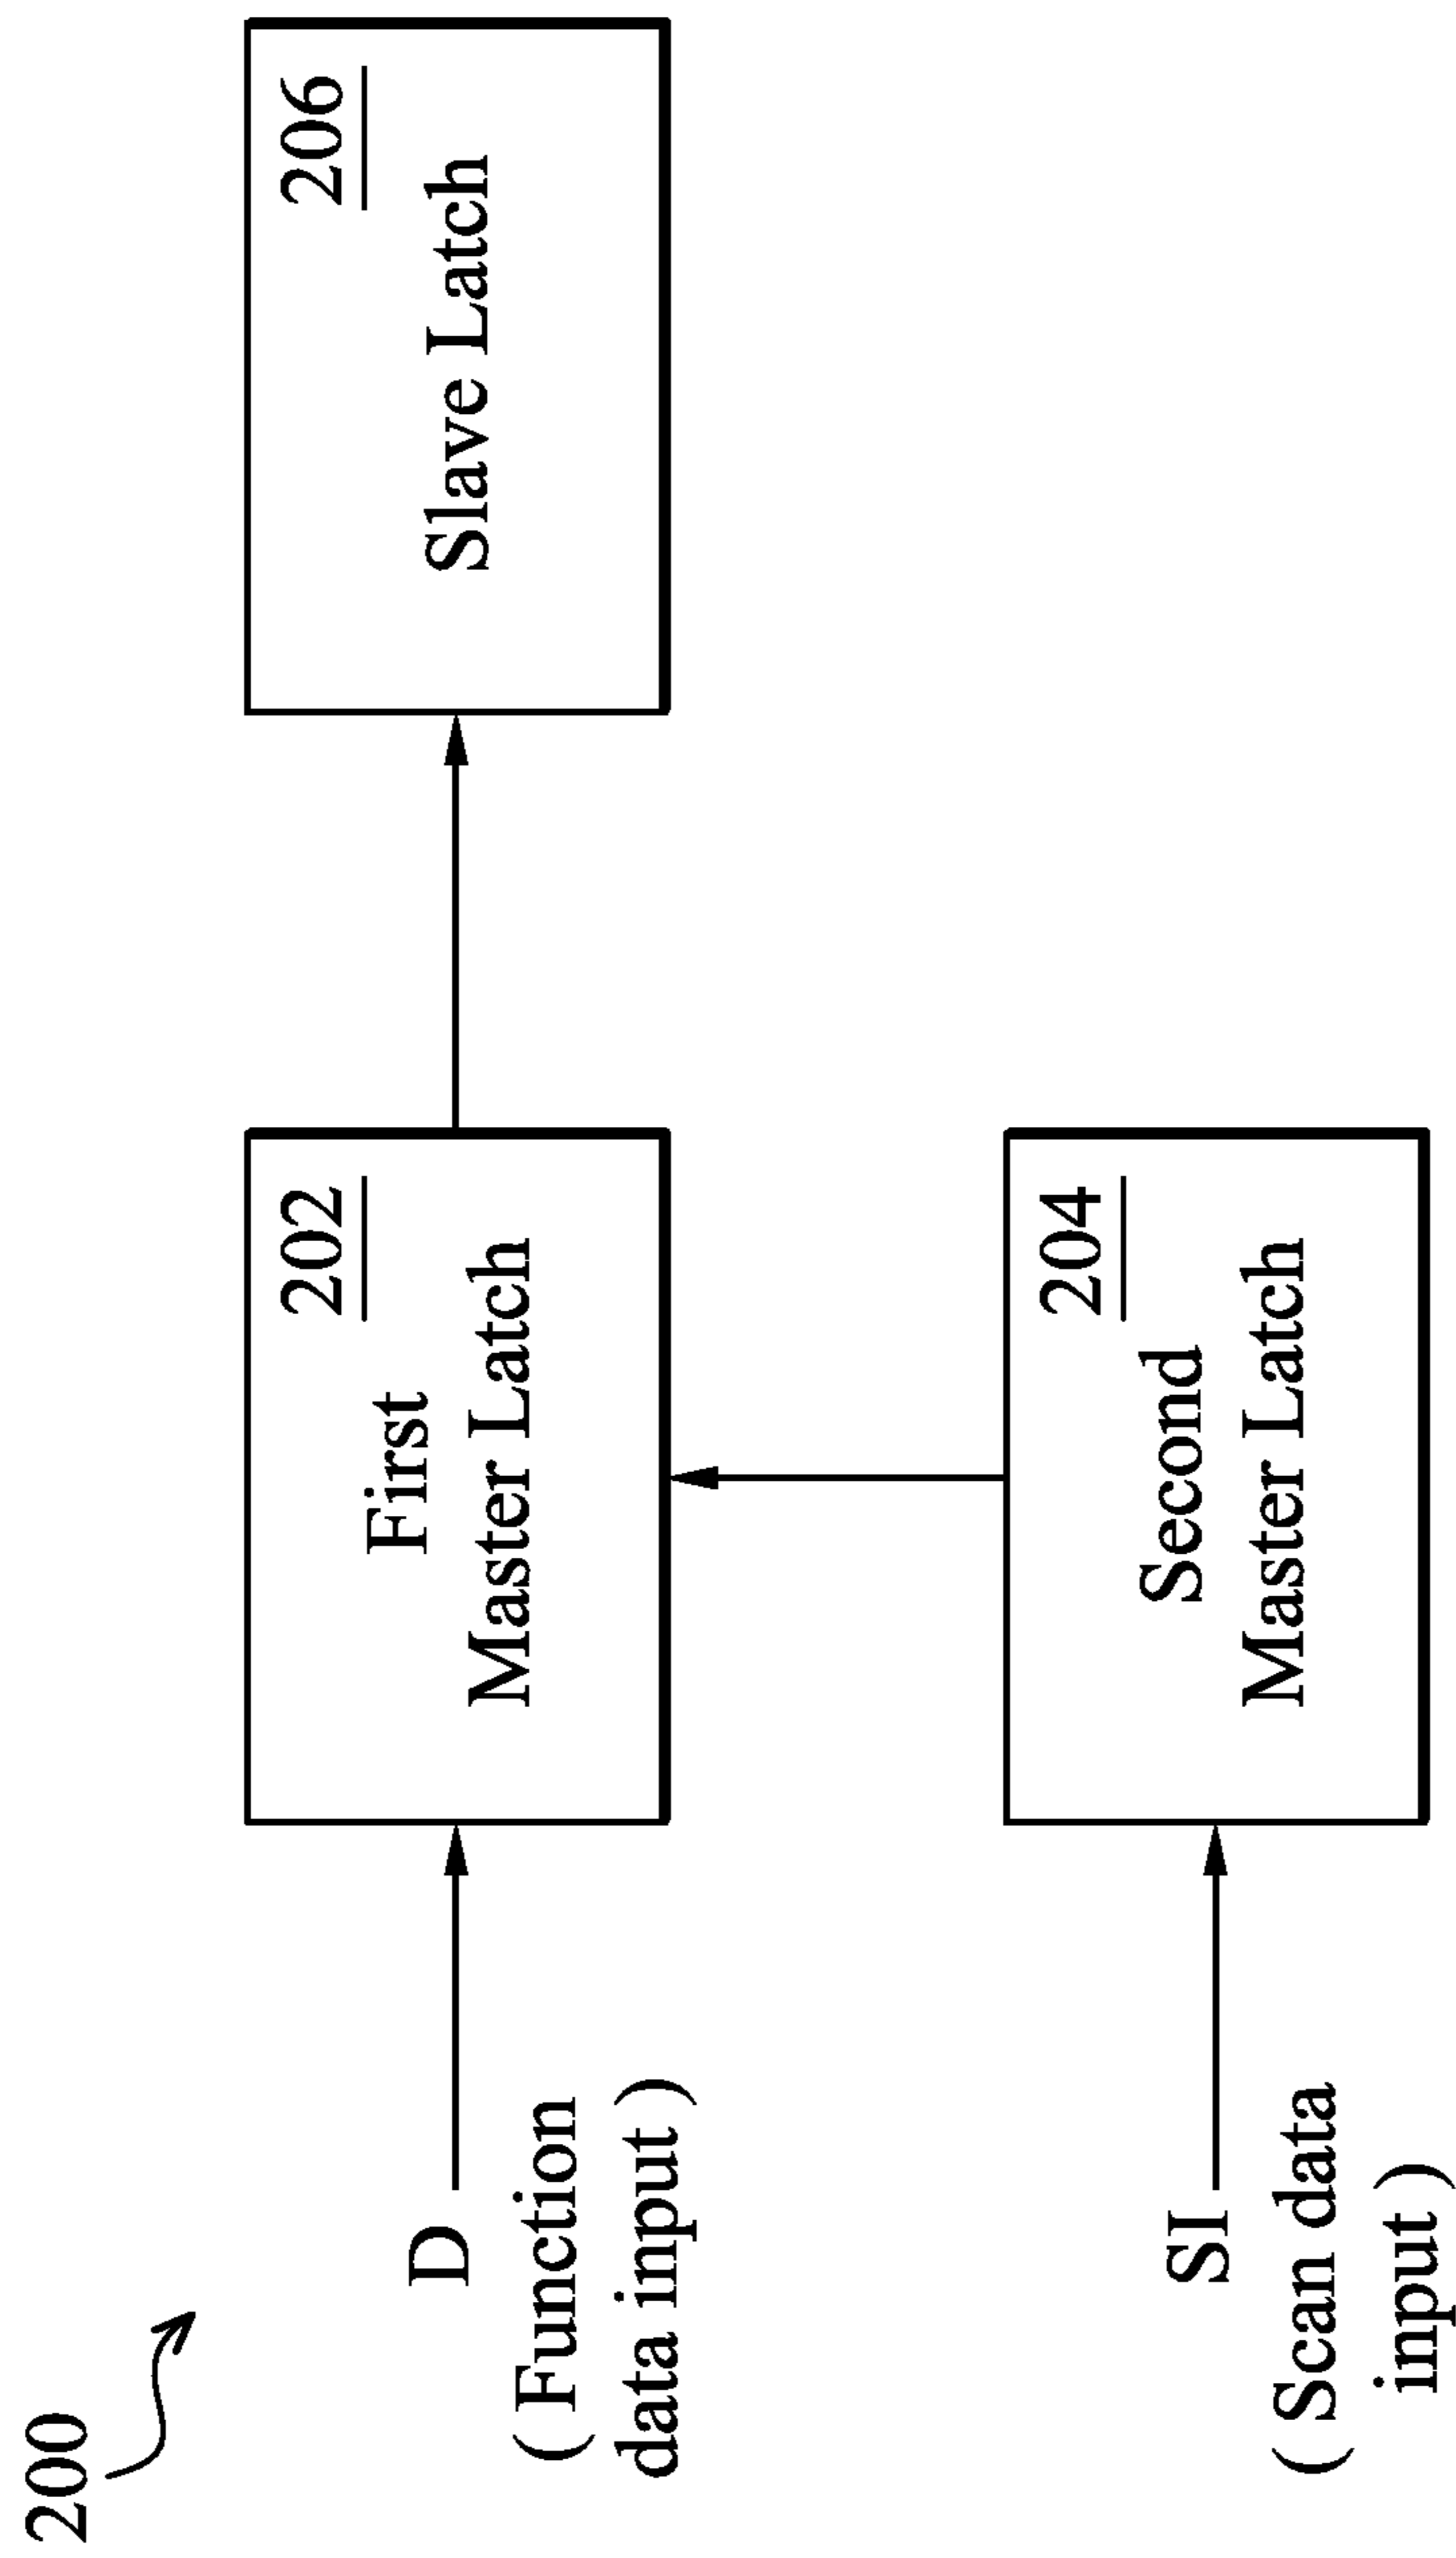 200
D
( Function
data input )
202
First
Master Latch
206
Slave Latch
SI
( Scan data
input )
204
Second
Master Latch